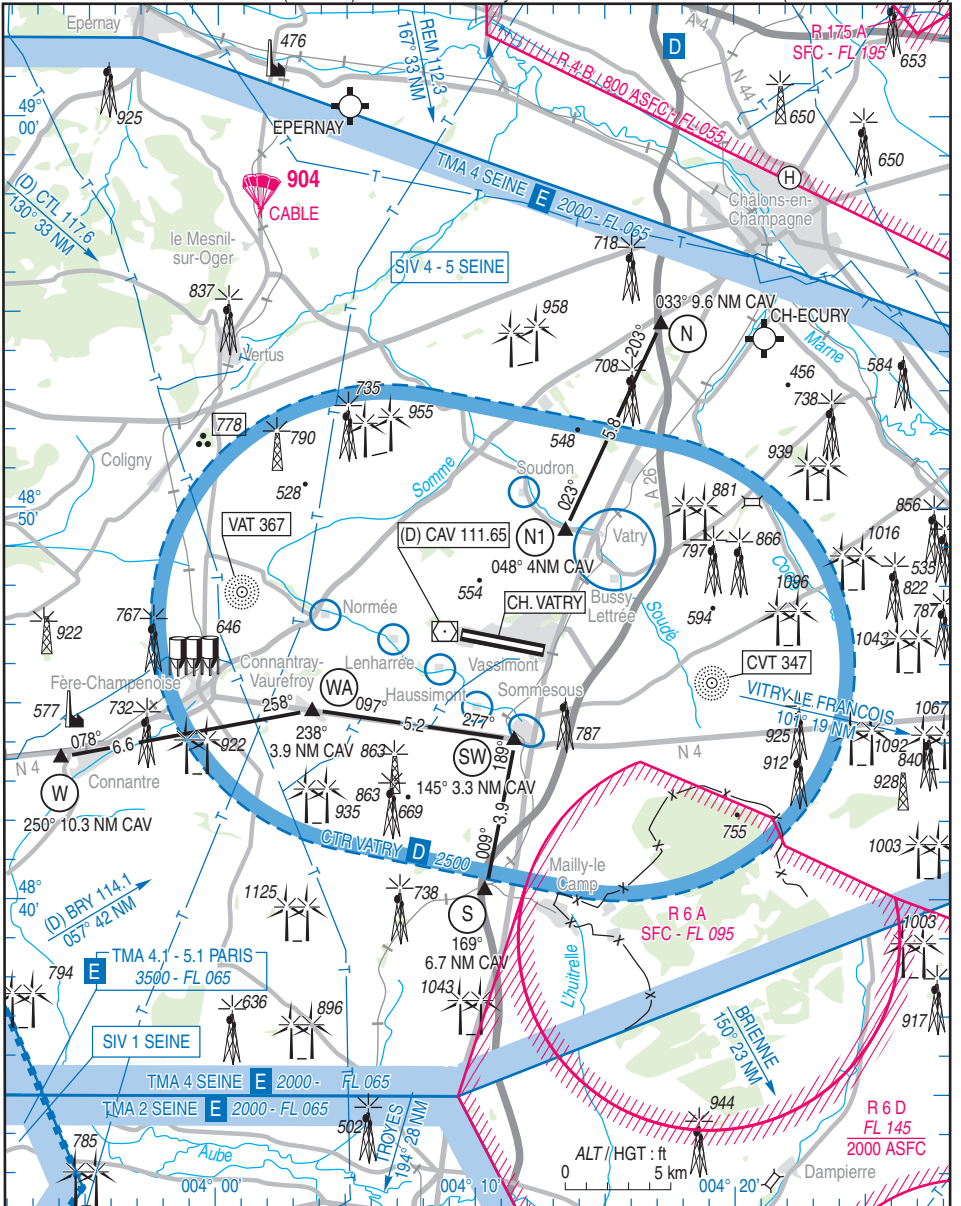 Epernay
476
REM 112.3
167° 33 NM
A 4
D
R 175 A
SFC - FL 195
653
N 44
R 4 B
800 ASFC - FL 055
925
49°
00'
EPERNAY
650
650
TMA 4 SEINE E 2000 - FL 065
H
Châlons-en-
Champagne
904
CABLE
(D) CTL 117.6
130° 33 NM
le Mesnil-
sur-Oger
SIV 4 - 5 SEINE
718
837
958
033° 9.6 NM CAV
N
CH-ECURY
Marne
Vertus
203°
708
456
584
738
735
955
5.8
778
790
548
939
Coligny
Somme
Soudron
A 26
528
023°
881
856
48°
50'
VAT 367
(D) CAV 111.65
N1
Vatry
797
866
1016
048° 4NM CAV
Coole
535
554
CH. VATRY
1096
822
Normée
Bussy-
Lettrée
Soudé
594
787
922
767
646
1043
Lenharrée
Vassimont
Connantray-
Vaurefroy
WA
CVT 347
Fère-Champenoise
Haussimont
Sommesous
577
732
258°
097°
5.2
277°
VITRY LE FRANCOIS
101° 19 NM
1067
078°
6.6
922
238°
3.9 NM CAV
863
SW
189°
787
925
1092
N 4
Connantre
N 4
840
W
145° 3.3 NM CAV
912
928
250° 10.3 NM CAV
935
863
669
3.9
755
CTR VATRY D 2500
009°
1003
Mailly-le
Camp
48°
40'
(D) BRY 114.1
057° 42 NM
1125
738
S
R 6 A
SFC - FL 095
1003
169°
6.7 NM CAV
E
TMA 4.1 - 5.1 PARIS
3500 - FL 065
794
L'huitrelle
1043
636
896
917
SIV 1 SEINE
BRIENNE
150° 23 NM
TMA 4 SEINE E 2000 - FL 065
TMA 2 SEINE E 2000 - FL 065
944
R 6 D
FL 145
2000 ASFC
502
TROYES
194° 28 NM
785
Aube
ALT / HGT : ft
0 5 km
Dampierre
004° 00'
004° 10'
004° 20'